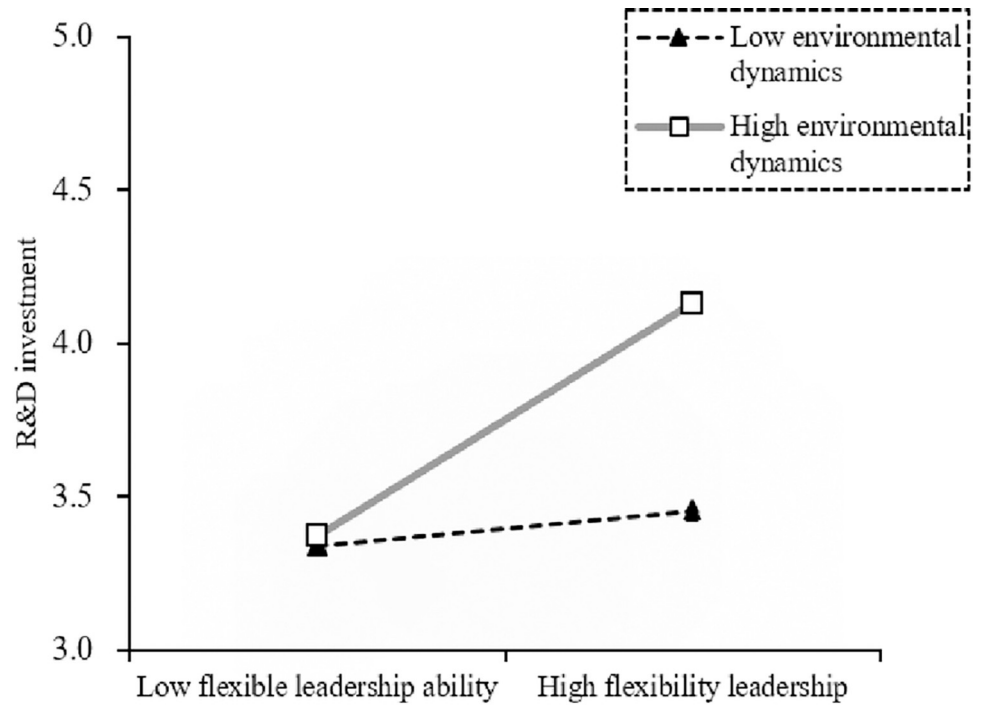 5.0
4.5
4.0
3.5
3.0
R&D investment
Low environmental
dynamics
High environmental
dynamics
Low flexible leadership ability
High flexibility leadership